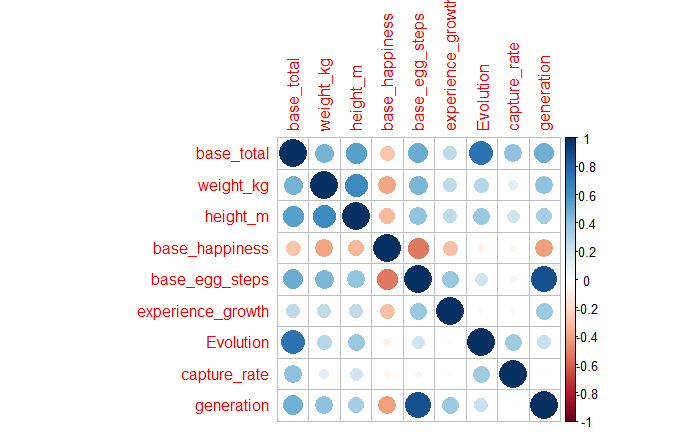 base_total
weight_kg
height_m
base_happiness
base_egg_steps
experience_growth
Evolution
capture_rate
generation
base_total
weight_kg
height_m
base_happiness
base_egg_steps
experience_growth
Evolution
capture_rate
generation
1
0.8
0.6
0.4
0.2
0
-0.2
-0.4
-0.6
-0.8
-1